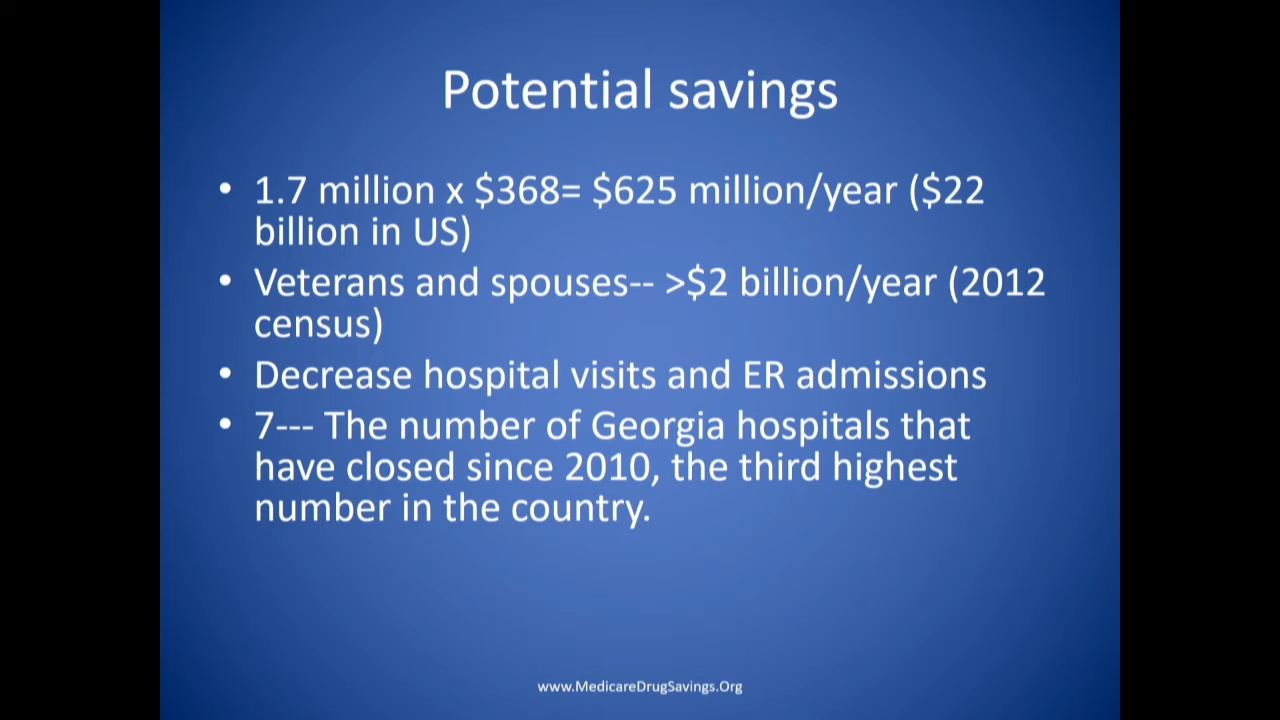 Potential savings
• 1.7 million x $368= $625 million/year ($22
billion in US)
• Veterans and spouses-- >$2 billion/year (2012
census)
• Decrease hospital visits and ER admissions
• 7--- The number of Georgia hospitals that
have closed since 2010, the third highest
number in the country.
www.MedicareDrugSavings.Org